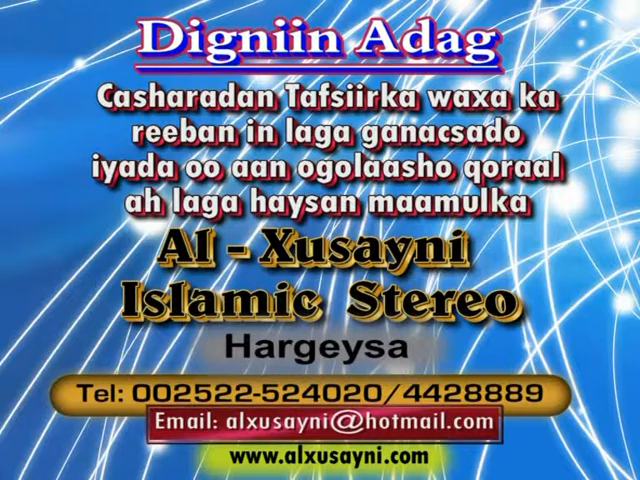 Digniin Adag
Casharadan Tafsiirka waxa ka
reeban in laga ganacsado
iyada oo aan ogolaasho qoraal
ah laga haysan maamulka
Al - Xusayni
Islamic Stereo
Hargeysa
Tel: 002522-524020/4428889
Email: alxusayni@hotmail.com
www.alxusayni.com